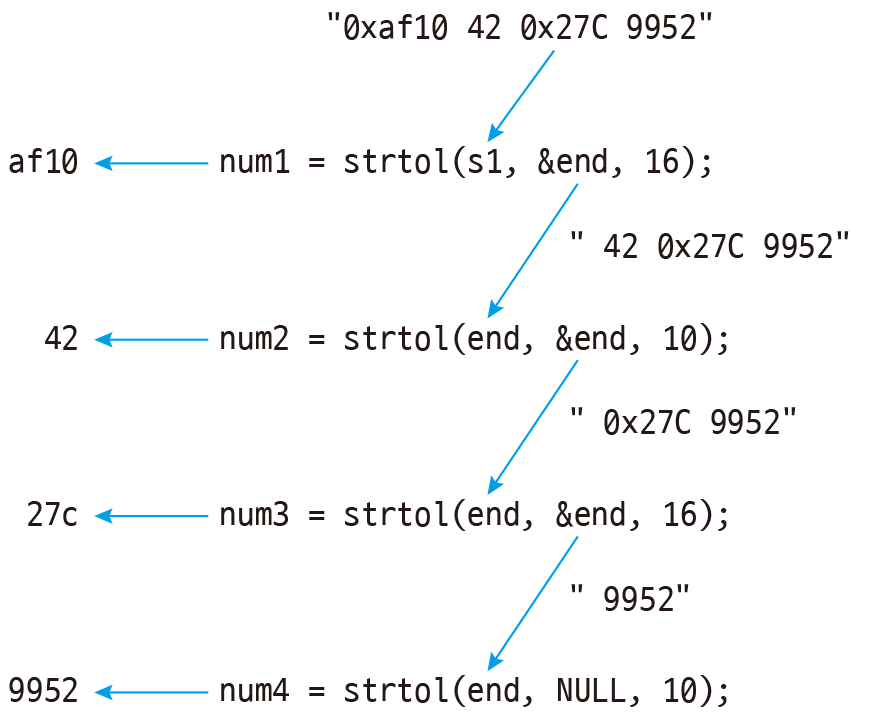 "0xaf10 42 0x27C 9952"
af10 num1 = strtol(s1, &end, 16);
" 42 0x27C 9952"
42 num2 = strtol(end, &end, 10);
" 0x27C 9952"
27c num3 = strtol(end, &end, 16);
" 9952"
9952 num4 = strtol(end, NULL, 10);